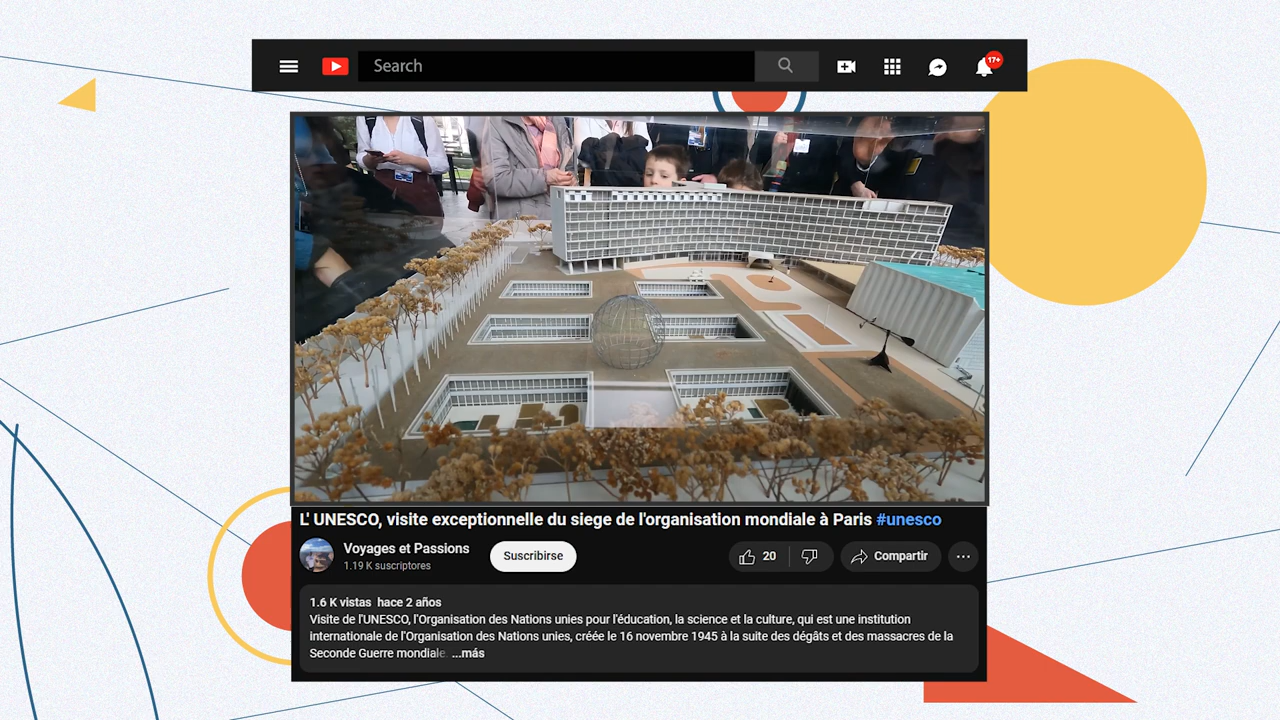 Search
17+
L' UNESCO, visite exceptionnelle du siege de l'organisation mondiale à Paris #unesco
Voyages et Passions
1.19 K suscriptores
Suscribirse
20
Compartir
1.6 K vistas hace 2 años
Visite de l'UNESCO, l'Organisation des Nations unies pour l'éducation, la science et la culture, qui est une institution
internationale de l'Organisation des Nations unies, créée le 16 novembre 1945 à la suite des dégâts et des massacres de la
Seconde Guerre mondiale. ...más